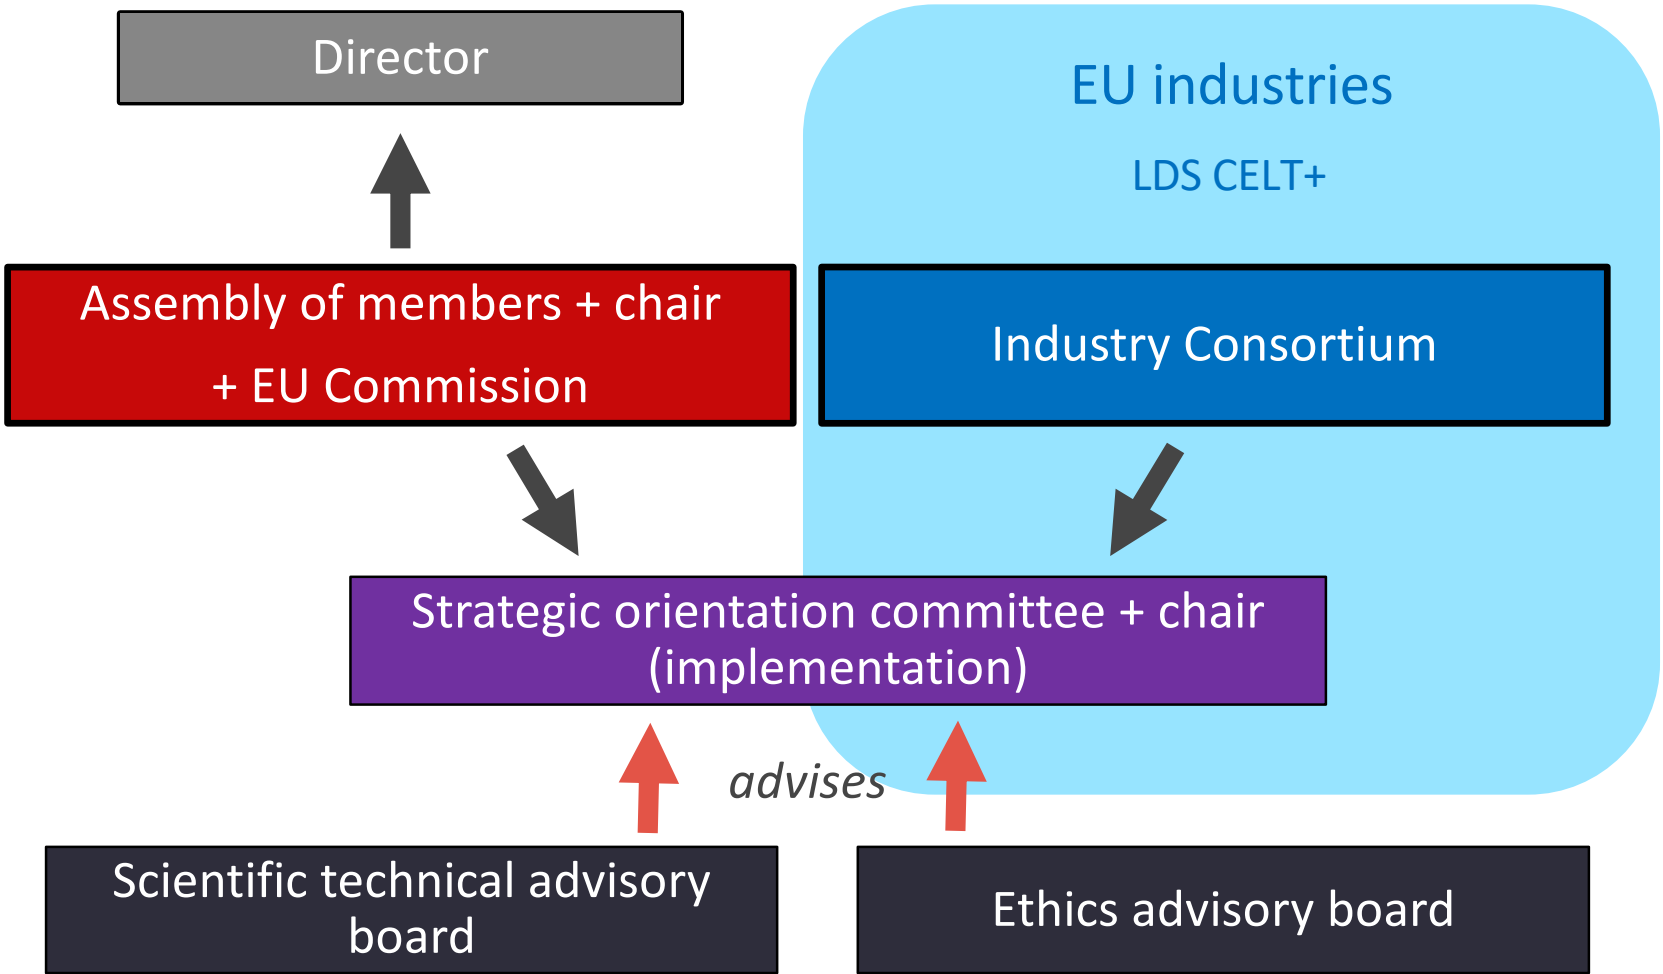 Director
EU industries
LDS CELT+
Assembly of members + chair
+ EU Commission
Industry Consortium
Strategic orientation committee + chair
(implementation)
advises
Scientific technical advisory
board
Ethics advisory board